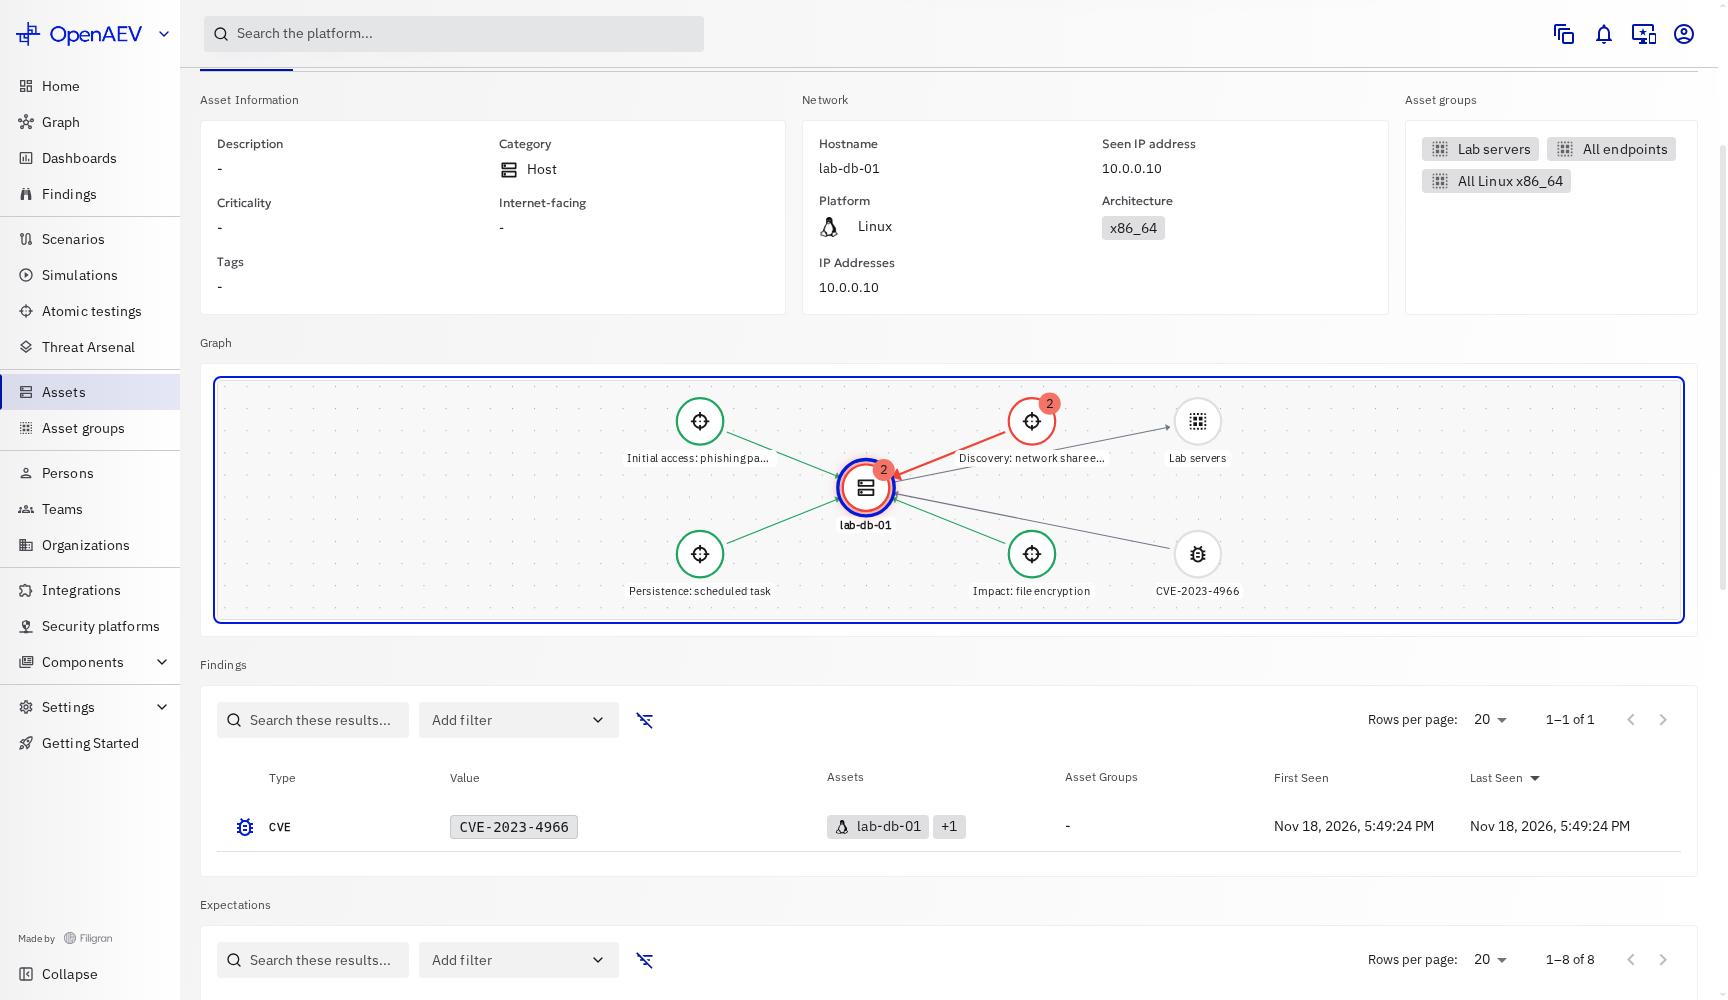 OpenAEV
Search the platform...
Home
Graph
Dashboards
Findings
Scenarios
Simulations
Atomic testings
Threat Arsenal
Assets
Asset groups
Persons
Teams
Organizations
Integrations
Security platforms
Components
Settings
Getting Started
Made by Filigran
Collapse
Asset Information
Description
-
Category
Host
Criticality
-
Internet-facing
-
Tags
-
Network
Hostname
lab-db-01
Seen IP address
10.0.0.10
Platform
Linux
Architecture
x86_64
IP Addresses
10.0.0.10
Asset groups
Lab servers
All endpoints
All Linux x86_64
Graph
2
Initial access: phishing pa...
Discovery: network share e...
Lab servers
2
lab-db-01
Persistence: scheduled task
Impact: file encryption
CVE-2023-4966
Findings
Search these results...
Add filter
Rows per page: 20
1–1 of 1
Type
Value
Assets
Asset Groups
First Seen
Last Seen
CVE
CVE-2023-4966
lab-db-01
+1
-
Nov 18, 2026, 5:49:24 PM
Nov 18, 2026, 5:49:24 PM
Expectations
Search these results...
Add filter
Rows per page: 20
1–8 of 8